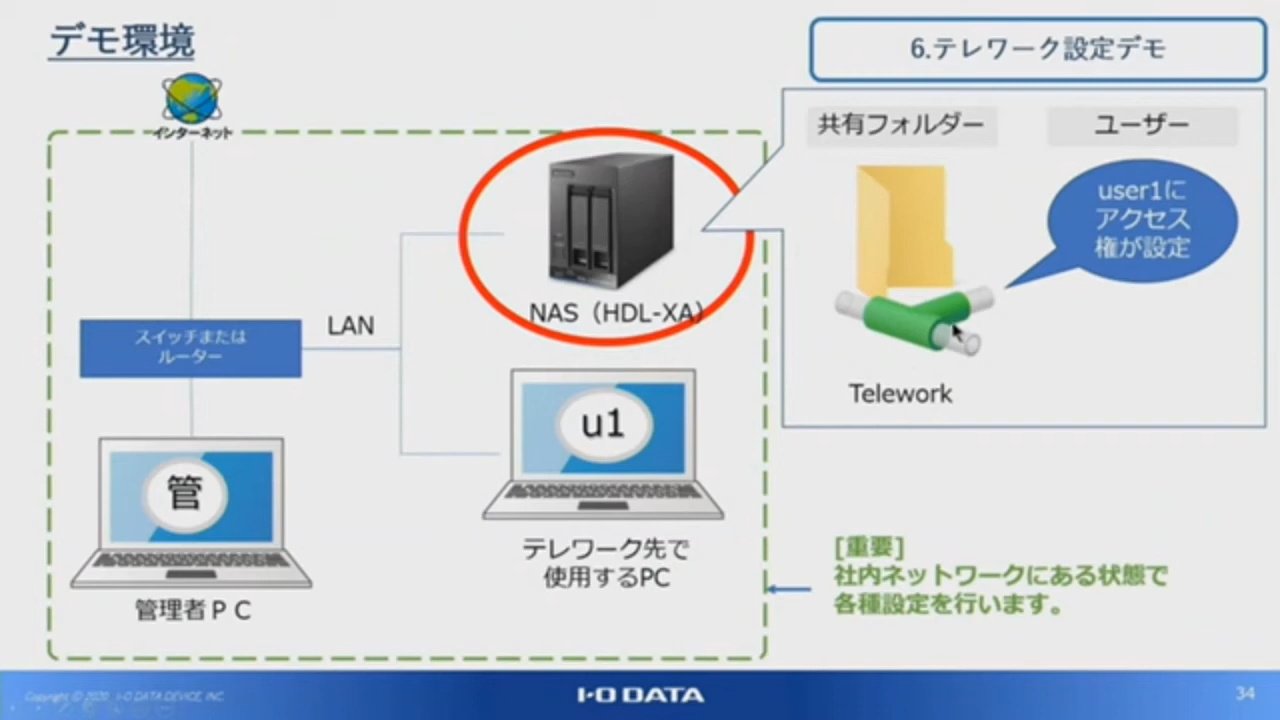 デモ環境
6.テレワーク設定デモ
インターネット
共有フォルダー
ユーザー
user1に
アクセス
権が設定
NAS（HDL-XA）
スイッチまたは
ルーター
LAN
Telework
u1
管
テレワーク先で
使用するPC
管理者ＰＣ
[重要]
社内ネットワークにある状態で
各種設定を行います。
Copyright © 2020 I-O DATA DEVICE, INC.
I-O DATA
34